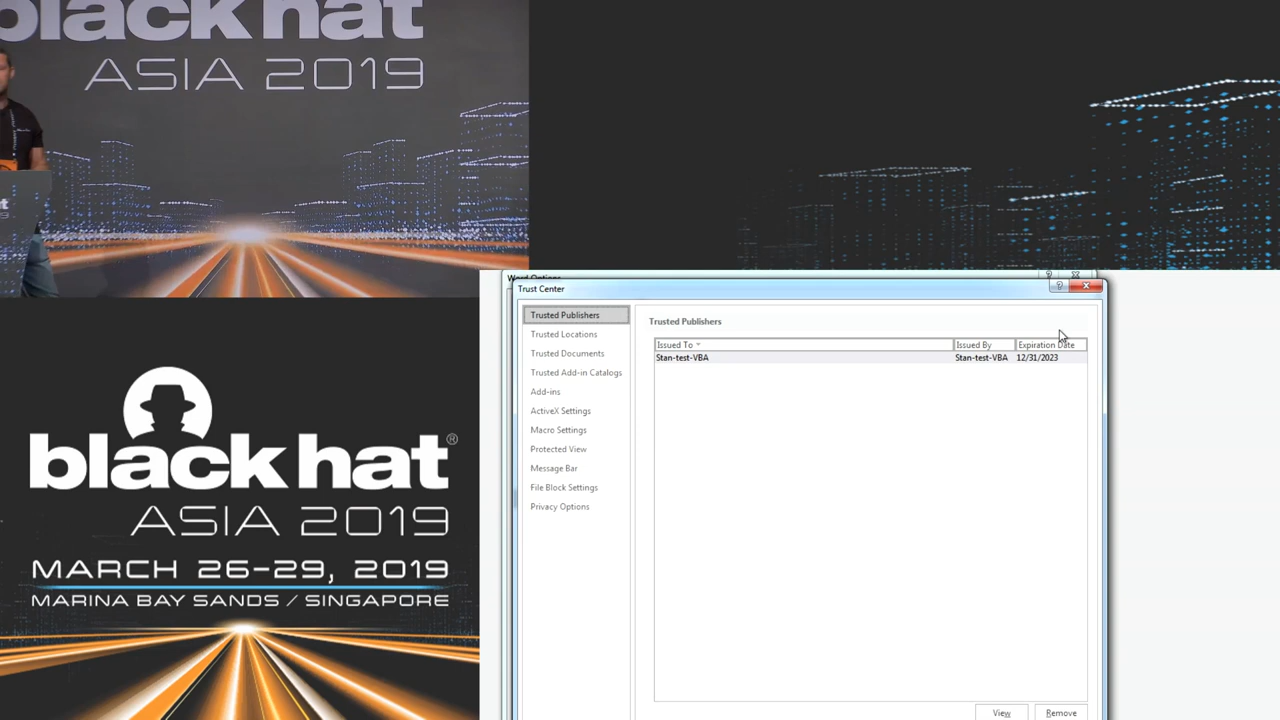 black hat
ASIA 2019
Word Options
Trust Center
Trusted Publishers
Trusted Locations
Trusted Documents
Trusted Add-in Catalogs
Add-ins
ActiveX Settings
Macro Settings
Protected View
Message Bar
File Block Settings
Privacy Options
Trusted Publishers
Issued To Issued By Expiration Date
Stan-test-VBA Stan-test-VBA 12/31/2023
View Remove
black hat®
ASIA 2019
MARCH 26-29, 2019
MARINA BAY SANDS / SINGAPORE